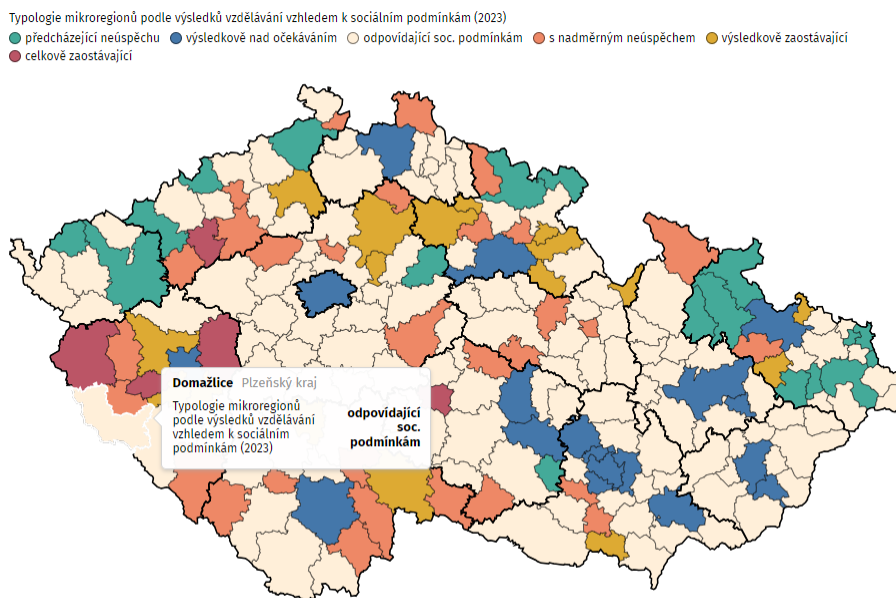 Typologie mikroregionů podle výsledků vzdělávání vzhledem k sociálním podmínkám (2023)
předcházející neúspěchu výsledkově nad očekáváním odpovídající soc. podmínkám s nadměrným neúspěchem výsledkově zaostávající
celkově zaostávající
Domažlice Plzeňský kraj
Typologie mikroregionů
podle výsledků vzdělávání
vzhledem k sociálním
podmínkám (2023)
odpovídající
soc.
podmínkám